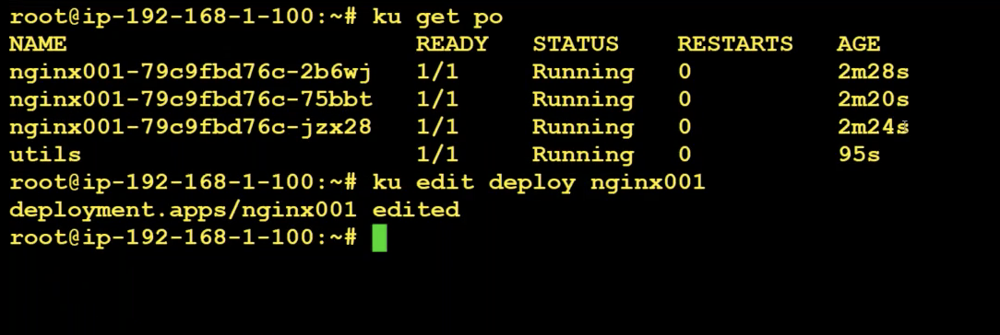 root@ip-192-168-1-100:~# ku get po
NAME READY STATUS RESTARTS AGE
nginx001-79c9fbd76c-2b6wj 1/1 Running 0 2m28s
nginx001-79c9fbd76c-75bbt 1/1 Running 0 2m20s
nginx001-79c9fbd76c-jzx28 1/1 Running 0 2m24s
utils 1/1 Running 0 95s
root@ip-192-168-1-100:~# ku edit deploy nginx001
deployment.apps/nginx001 edited
root@ip-192-168-1-100:~#